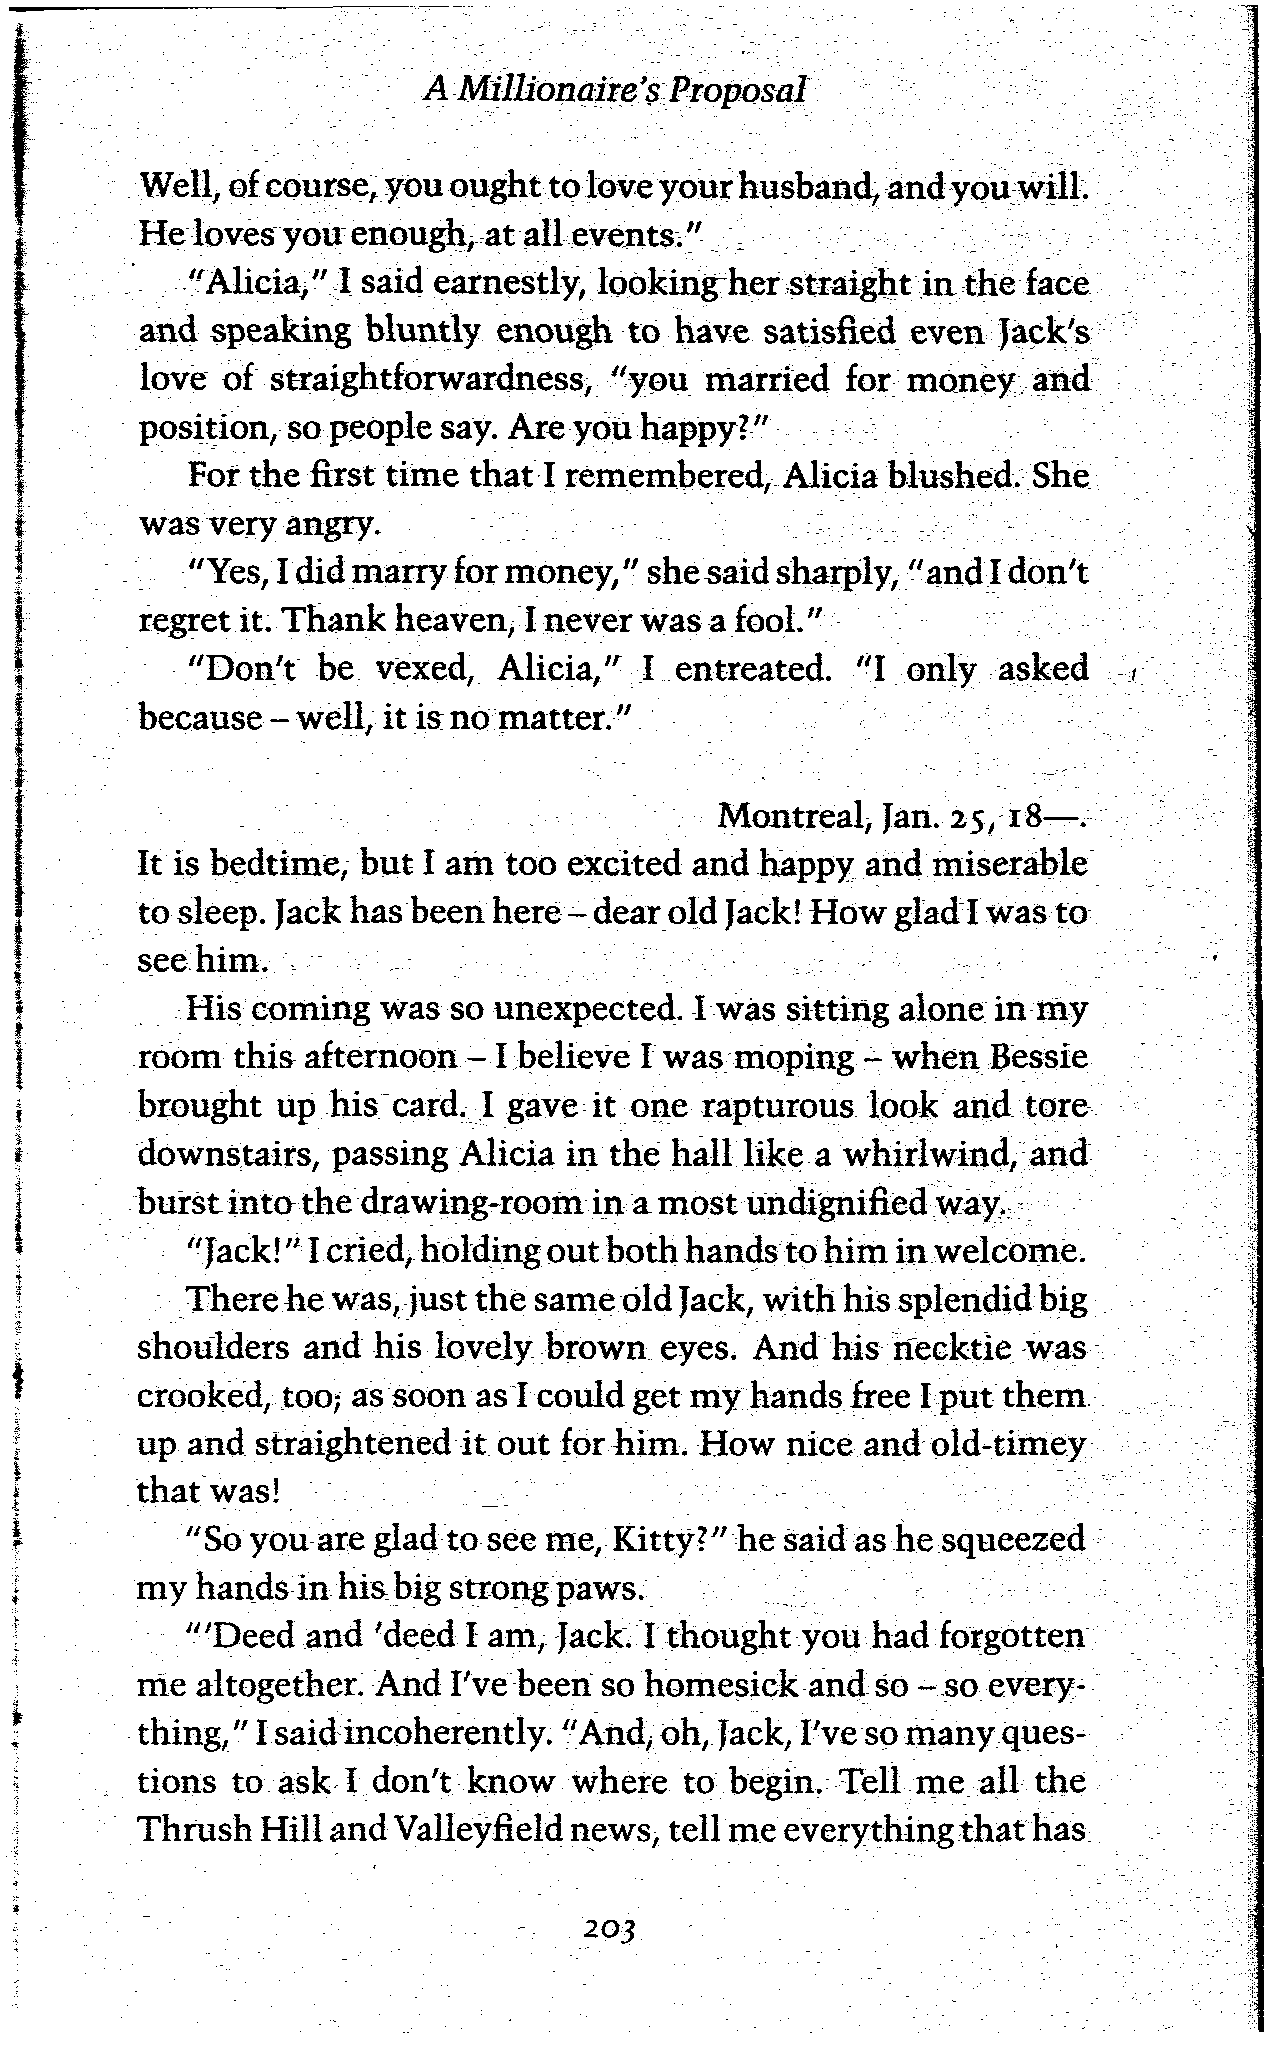 A Millionaire's Proposal
Well, of course, you ought to love your husband, and you will.
He loves you enough, at all events."
"Alicia," I said earnestly, looking her straight in the face
and speaking bluntly enough to have satisfied even Jack's
love of straightforwardness, "you married for money and
position, so people say. Are you happy?"
For the first time that I remembered, Alicia blushed. She
was very angry.
"Yes, I did marry for money," she said sharply, "and I don't
regret it. Thank heaven, I never was a fool."
"Don't be vexed, Alicia," I entreated. "I only asked
because – well, it is no matter."
Montreal, Jan. 25, 18—.
It is bedtime, but I am too excited and happy and miserable
to sleep. Jack has been here – dear old Jack! How glad I was to
see him.
His coming was so unexpected. I was sitting alone in my
room this afternoon – I believe I was moping – when Bessie
brought up his card. I gave it one rapturous look and tore
downstairs, passing Alicia in the hall like a whirlwind, and
burst into the drawing-room in a most undignified way.
"Jack!" I cried, holding out both hands to him in welcome.
There he was, just the same old Jack, with his splendid big
shoulders and his lovely brown eyes. And his necktie was
crooked, too; as soon as I could get my hands free I put them
up and straightened it out for him. How nice and old-timey
that was!
"So you are glad to see me, Kitty?" he said as he squeezed
my hands in his big strong paws.
"'Deed and 'deed I am, Jack. I thought you had forgotten
me altogether. And I've been so homesick and so – so every-
thing," I said incoherently. "And, oh, Jack, I've so many ques-
tions to ask I don't know where to begin. Tell me all the
Thrush Hill and Valleyfield news, tell me everything that has
203